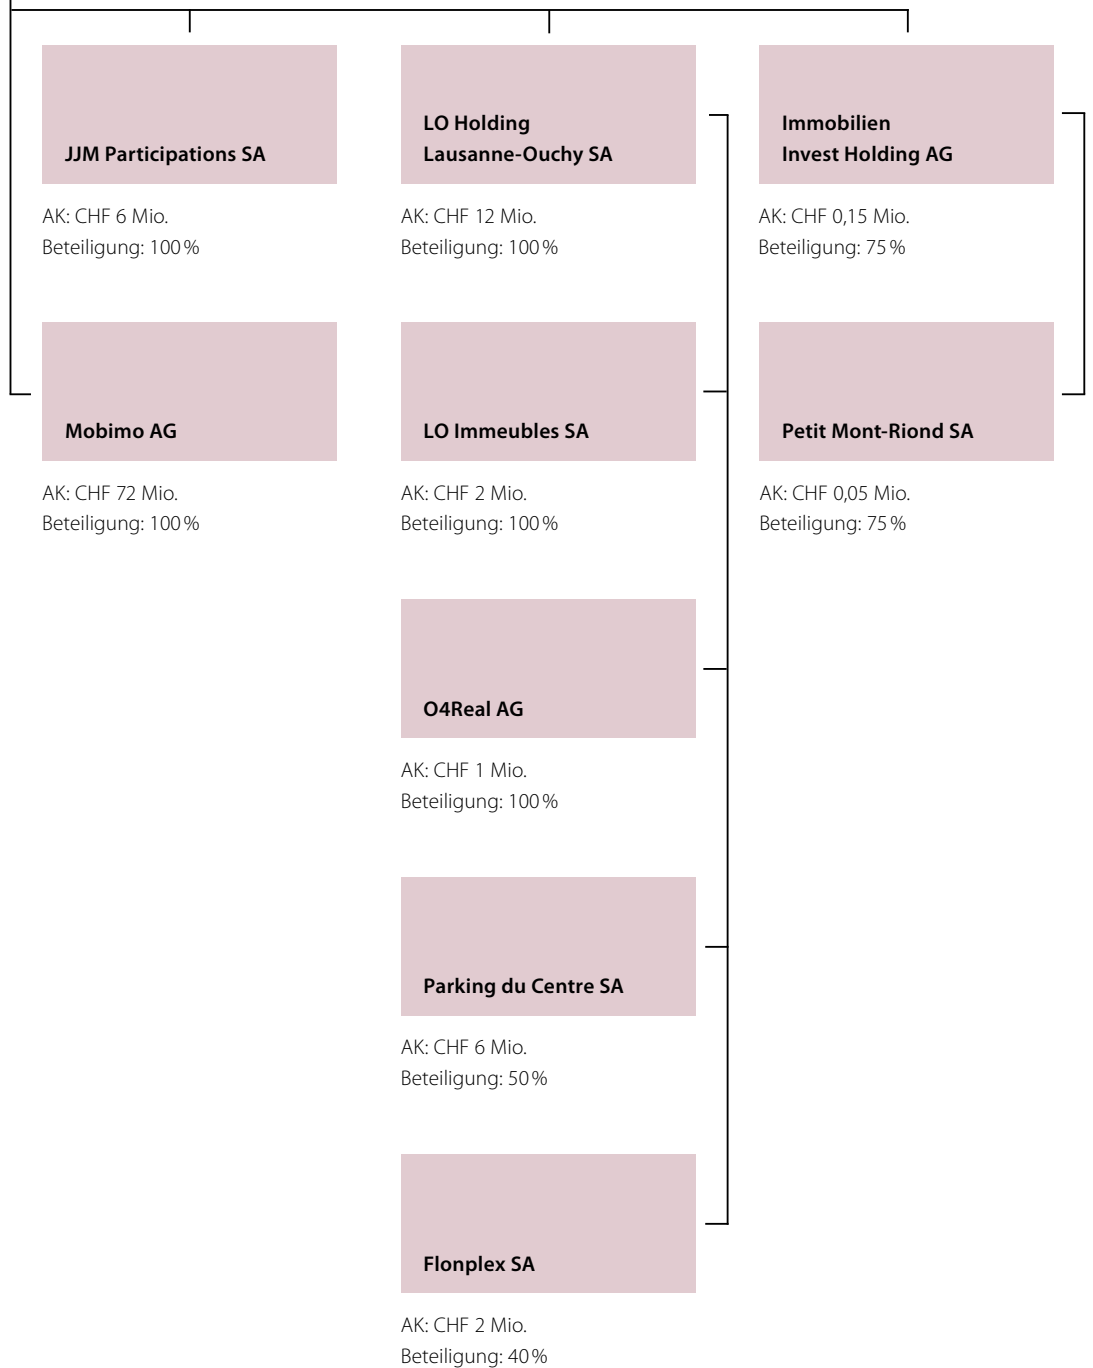 JJM Participations SA
AK: CHF 6 Mio.
Beteiligung: 100%
LO Holding
Lausanne-Ouchy SA
AK: CHF 12 Mio.
Beteiligung: 100%
Immobilien
Invest Holding AG
AK: CHF 0,15 Mio.
Beteiligung: 75%
Mobimo AG
AK: CHF 72 Mio.
Beteiligung: 100%
LO Immeubles SA
AK: CHF 2 Mio.
Beteiligung: 100%
Petit Mont-Riond SA
AK: CHF 0,05 Mio.
Beteiligung: 75%
O4Real AG
AK: CHF 1 Mio.
Beteiligung: 100%
Parking du Centre SA
AK: CHF 6 Mio.
Beteiligung: 50%
Flonplex SA
AK: CHF 2 Mio.
Beteiligung: 40%